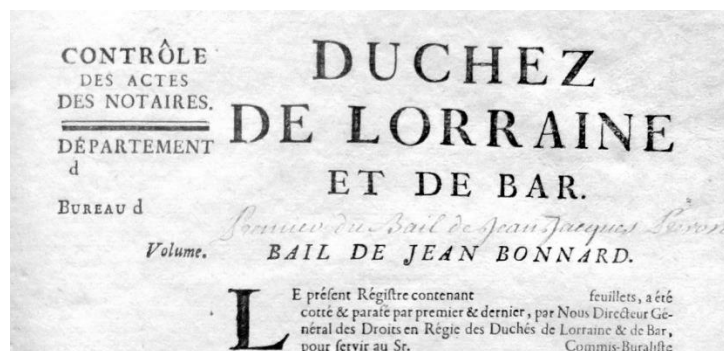 CONTRÔLE
DES ACTES
DES NOTAIRES.
DÉPARTEMENT
d
BUREAU d
Volume.
DUCHEZ
DE LORRAINE
ET DE BAR.
Premier du Bail de Jean Jacques
BAIL DE JEAN BONNARD.
LE préſent Régiſtre contenant feuillets, a été
cotté & parafé par premier & dernier, par Nous Directeur Gé-
néral des Droits en Régie des Duchés de Lorraine & de Bar,
pour ſervir au Sr. Commis-Buraliſte